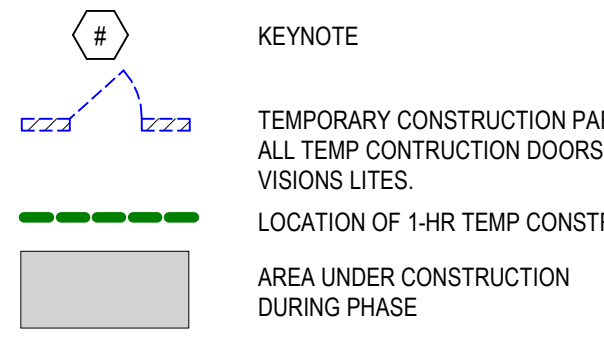 #
KEYNOTE
TEMPORARY CONSTRUCTION
ALL TEMP CONTRUCTION DOORS
VISIONS LITES.
LOCATION OF 1-HR TEMP
AREA UNDER CONSTRUCTION
DURING PHASE